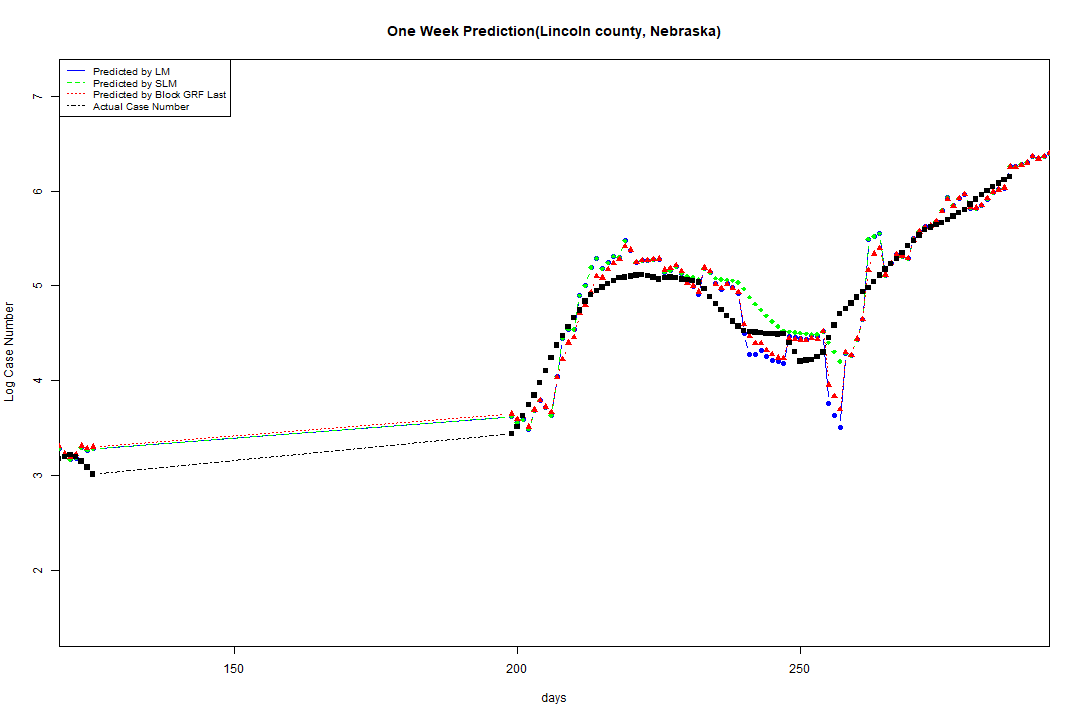 One Week Prediction(Lincoln county, Nebraska)
Predicted by LM
Predicted by SLM
Predicted by Block GRF Last
Actual Case Number
7
6
5
4
3
2
Log Case Number
150
200
250
days